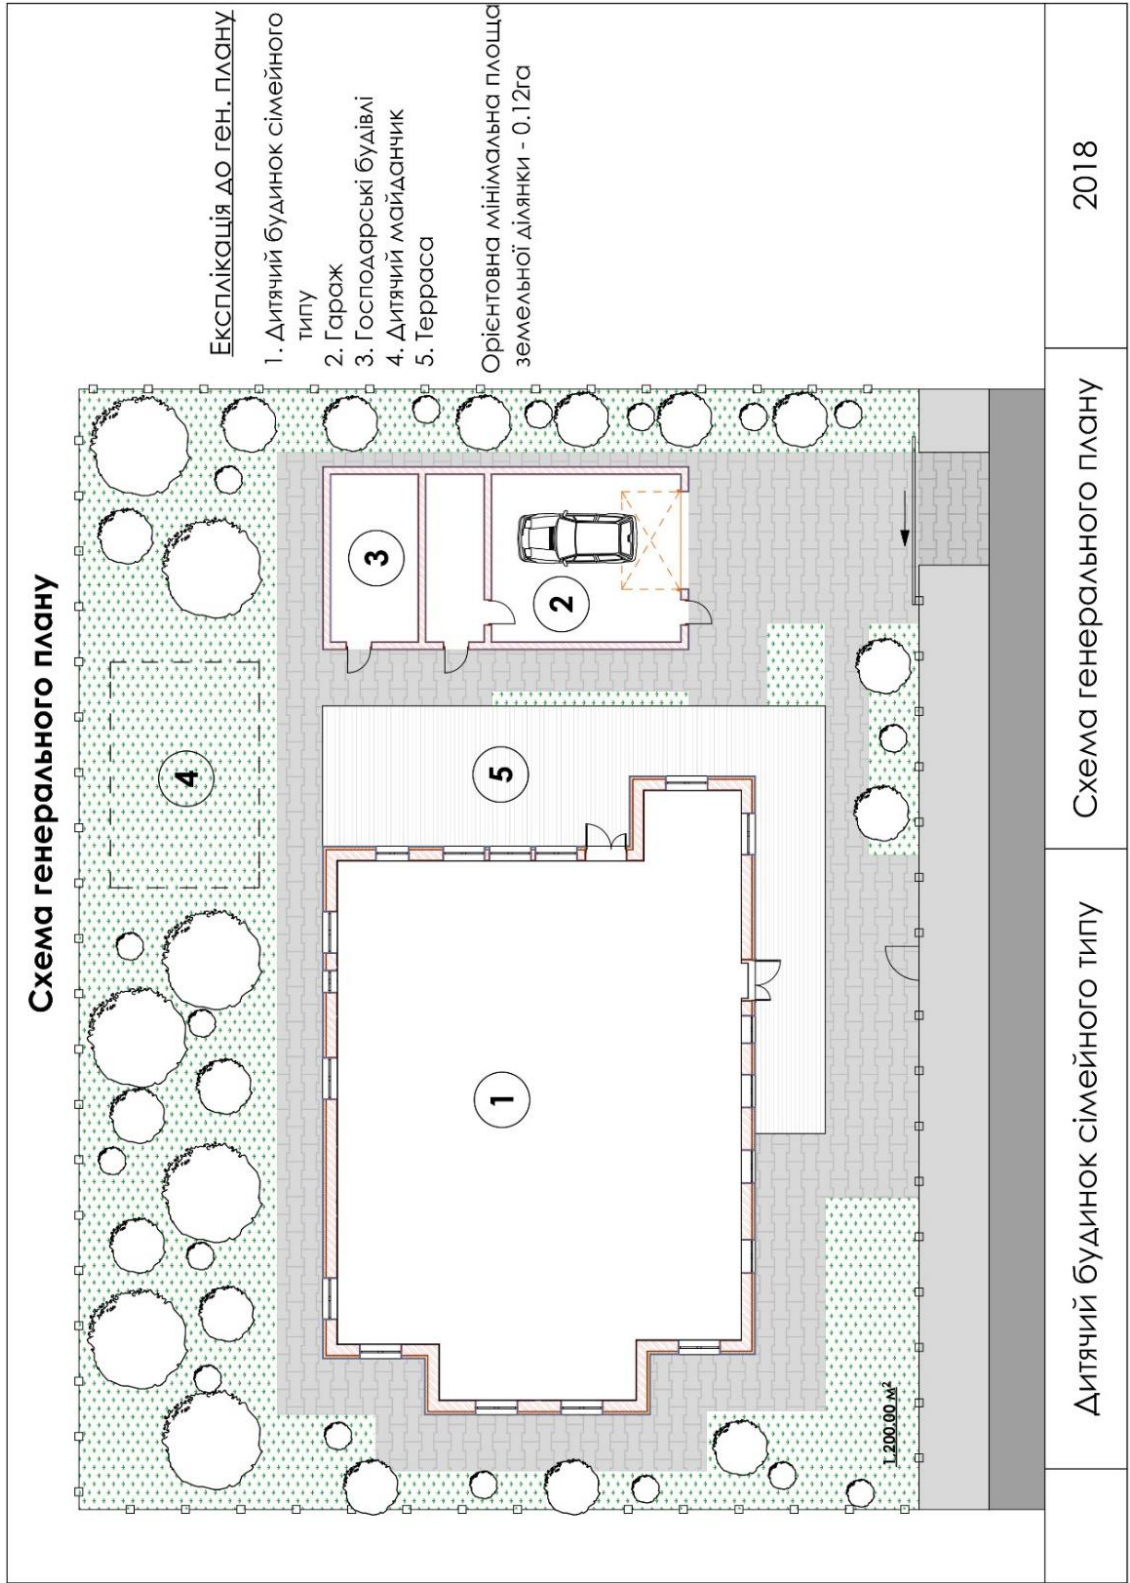 Схема генерального плану
Експлікація до ген. плану
1. Дитячий будинок сімейного
типу
2. Гараж
3. Господарські будівлі
4. Дитячий майданчик
5. Терраса
Орієнтовна мінімальна площа
земельної ділянки - 0.12га
4
3
2
5
1
1,200.00 м²
Дитячий будинок сімейного типу
Схема генерального плану
2018